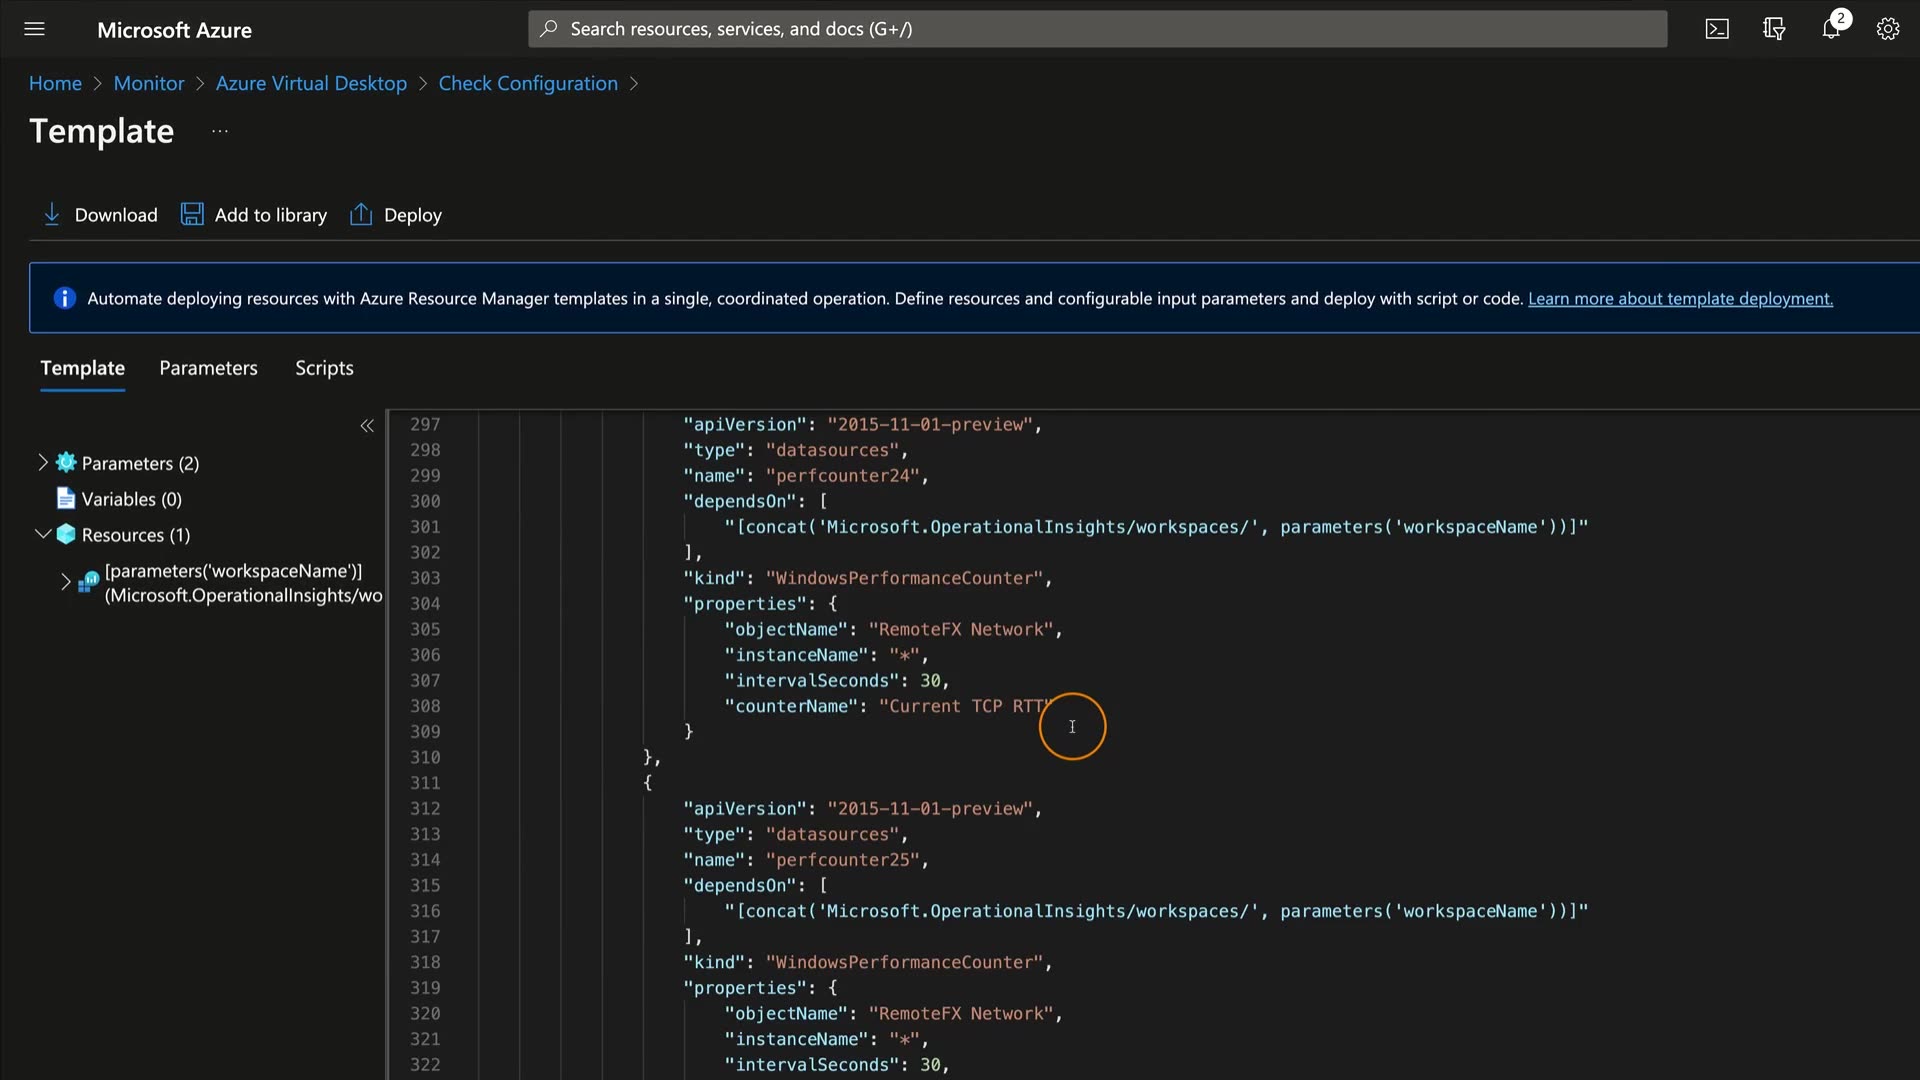 Microsoft Azure
Search resources, services, and docs (G+/)
2
Home > Monitor > Azure Virtual Desktop > Check Configuration >
Template ...
Download Add to library Deploy
Automate deploying resources with Azure Resource Manager templates in a single, coordinated operation. Define resources and configurable input parameters and deploy with script or code. Learn more about template deployment.
Template Parameters Scripts
Parameters (2)
Variables (0)
Resources (1)
[parameters('workspaceName')]
(Microsoft.OperationalInsights/wo
297 "apiVersion": "2015-11-01-preview",
298 "type": "datasources",
299 "name": "perfcounter24",
300 "dependsOn": [
301 "[concat('Microsoft.OperationalInsights/workspaces/', parameters('workspaceName'))]"
302 ],
303 "kind": "WindowsPerformanceCounter",
304 "properties": {
305 "objectName": "RemoteFX Network",
306 "instanceName": "*",
307 "intervalSeconds": 30,
308 "counterName": "Current TCP RTT"
309 }
310 },
311 {
312 "apiVersion": "2015-11-01-preview",
313 "type": "datasources",
314 "name": "perfcounter25",
315 "dependsOn": [
316 "[concat('Microsoft.OperationalInsights/workspaces/', parameters('workspaceName'))]"
317 ],
318 "kind": "WindowsPerformanceCounter",
319 "properties": {
320 "objectName": "RemoteFX Network",
321 "instanceName": "*",
322 "intervalSeconds": 30,